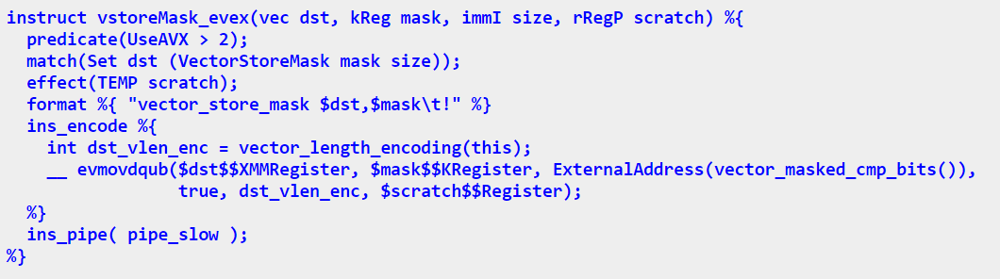 instruct vstoreMask_evex(vec dst, kReg mask, immI size, rRegP scratch) %{
  predicate(UseAVX > 2);
  match(Set dst (VectorStoreMask mask size));
  effect(TEMP scratch);
  format %{ "vector_store_mask $dst,$mask\t!" %}
  ins_encode %{
    int dst_vlen_enc = vector_length_encoding(this);
    __ evmovdqub($dst$$XMMRegister, $mask$$KRegister, ExternalAddress(vector_masked_cmp_bits()),
                 true, dst_vlen_enc, $scratch$$Register);
  %}
  ins_pipe( pipe_slow );
%}